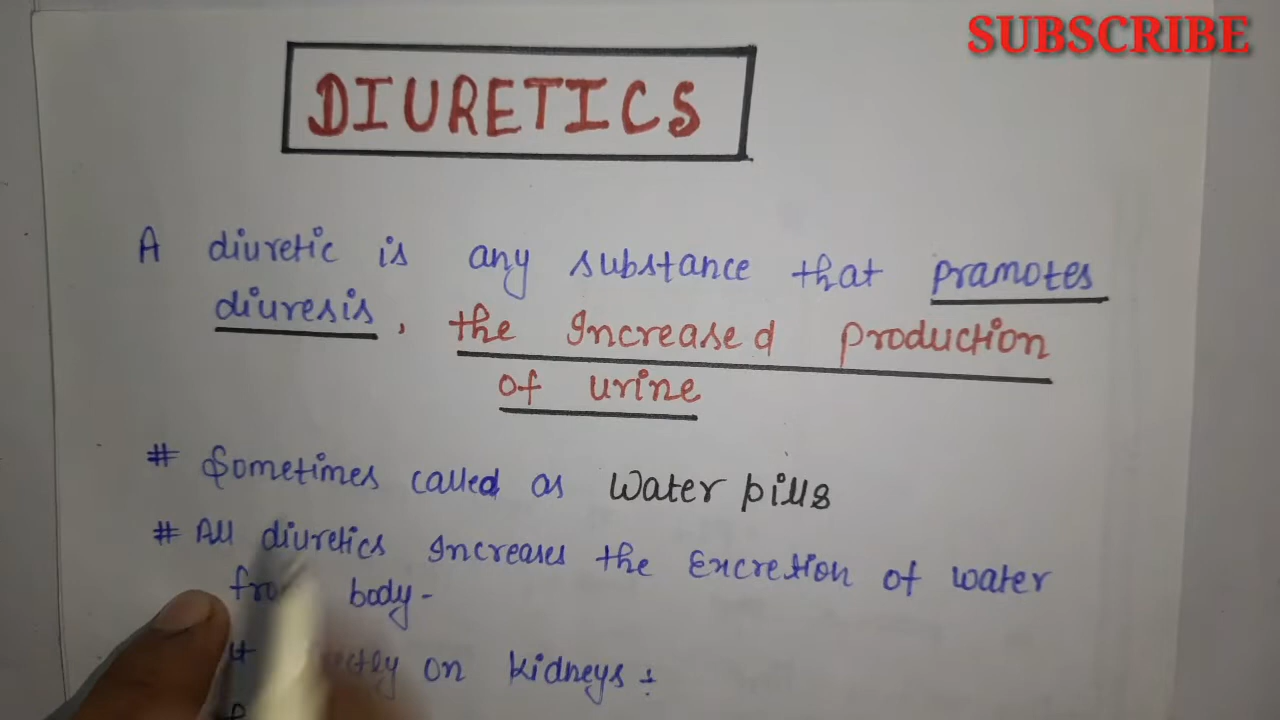 SUBSCRIBE
DIURETICS
A diuretic is any substance that pramotes
diuresis, the Increased production
of urine
# Sometimes called as Water pills
# All diuretics Increases the Excretion of water
body-
on kidneys :